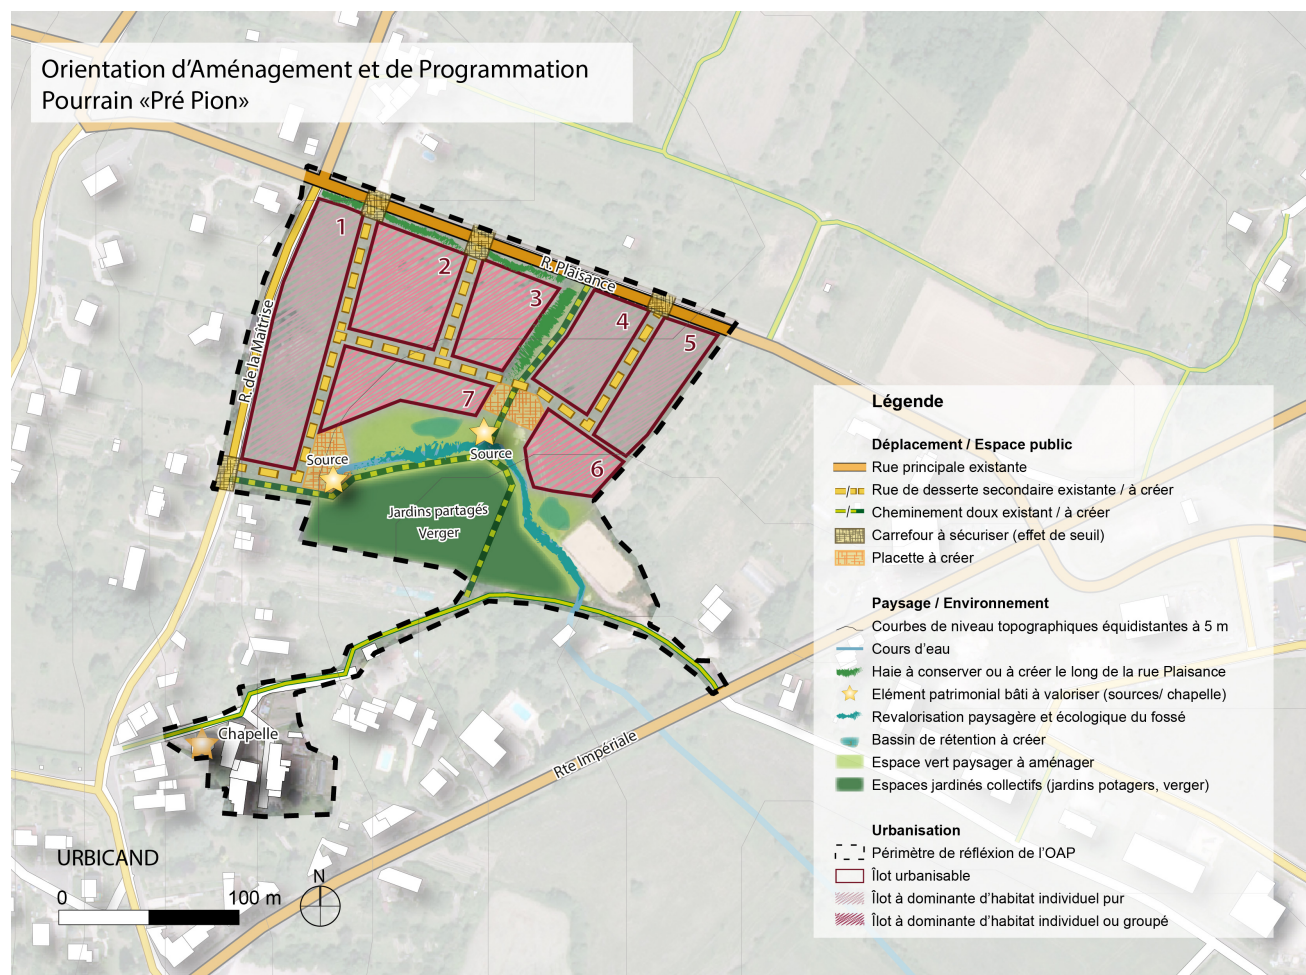 Orientation d’Aménagement et de Programmation
Pourrain «Pré Pion»
1
2
3
4
5
6
7
R. Plaisance
R. de la Maîtrise
Source
Source
Jardins partagés
Verger
Chapelle
Rte Impériale
URBICAND
0 100 m
N
Légende
Déplacement / Espace public
Rue principale existante
Rue de desserte secondaire existante / à créer
Cheminement doux existant / à créer
Carrefour à sécuriser (effet de seuil)
Placette à créer
Paysage / Environnement
Courbes de niveau topographiques équidistantes à 5 m
Cours d’eau
Haie à conserver ou à créer le long de la rue Plaisance
Elément patrimonial bâti à valoriser (sources/ chapelle)
Revalorisation paysagère et écologique du fossé
Bassin de rétention à créer
Espace vert paysager à aménager
Espaces jardinés collectifs (jardins potagers, verger)
Urbanisation
Périmètre de réfléxion de l’OAP
Îlot urbanisable
Îlot à dominante d’habitat individuel pur
Îlot à dominante d’habitat individuel ou groupé